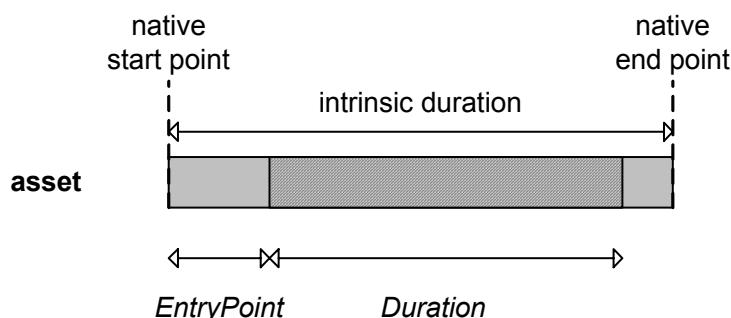 native
start point
native
end point
intrinsic duration
asset
EntryPoint
Duration